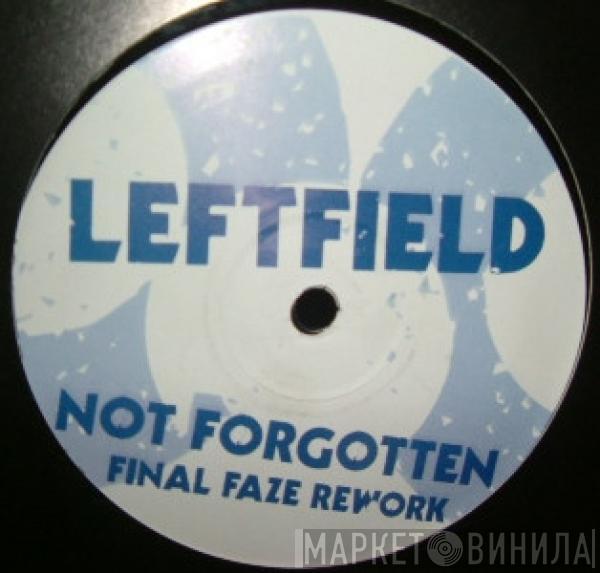 LEFTFIELD
NOT FORGOTTEN
FINAL FAZE REWORK
МАРКЕТ ВИНИЛА